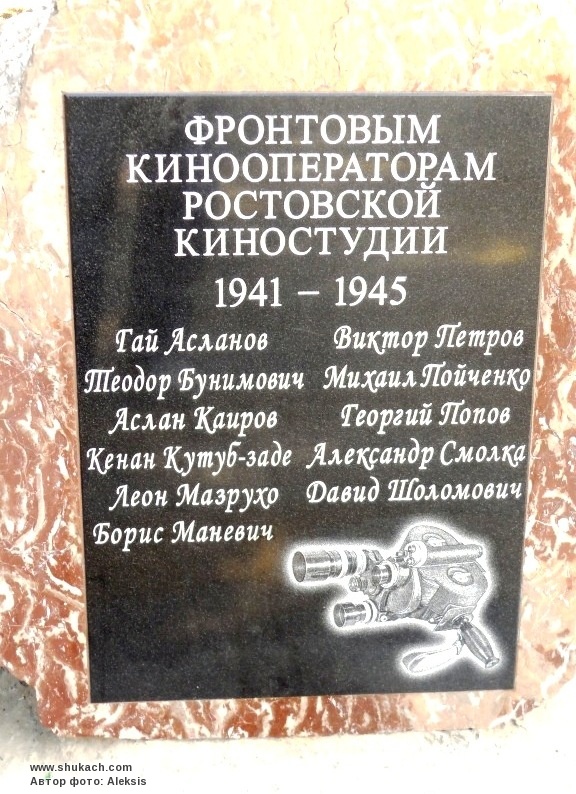 ФРОНТОВЫМ
КИНООПЕРАТОРАМ
РОСТОВСКОЙ
КИНОСТУДИИ
1941 – 1945
Гай Асланов
Теодор Бунимович
Аслан Каиров
Кенан Кутуб-заде
Леон Мазрухо
Борис Маневич
Виктор Петров
Михаил Пойченко
Георгий Попов
Александр Смолка
Давид Шоломович
www.shukach.com
Автор фото: Aleksis